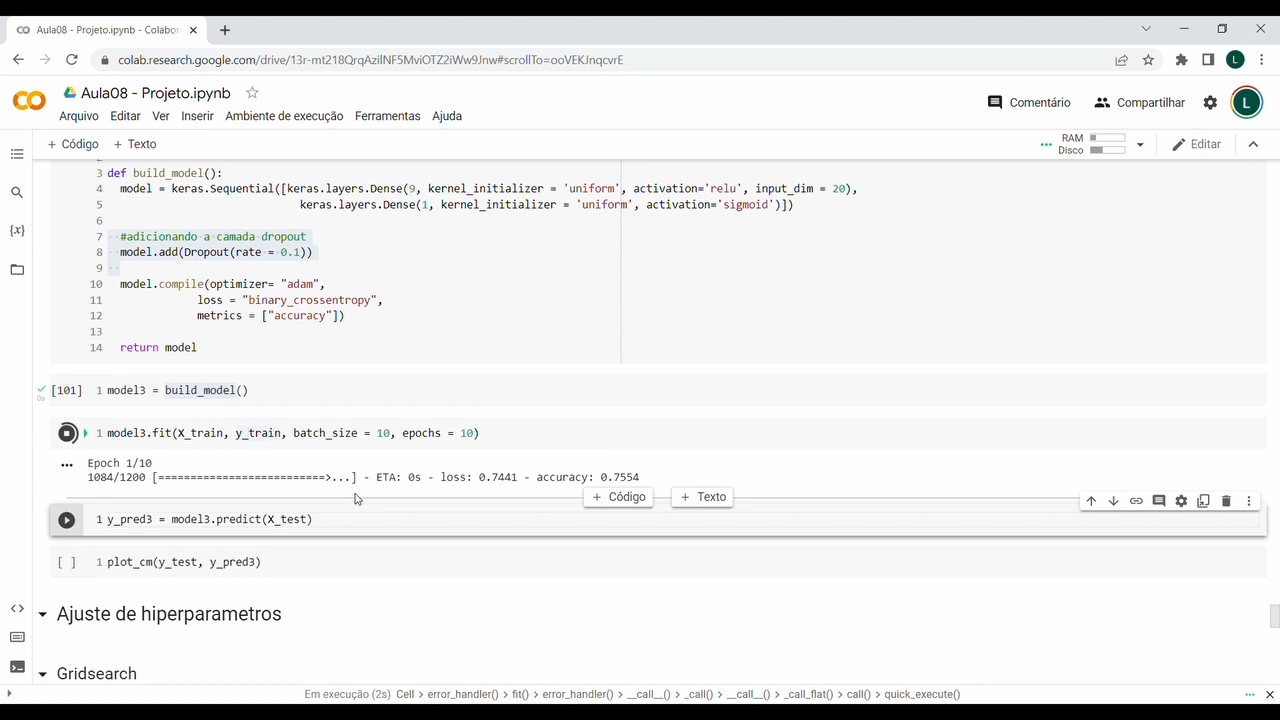 Aula08 - Projeto.ipynb - Colabor
colab.research.google.com/drive/13r-mt218QrqAzilNF5MviOTZ2iWw9Jnw#scrollTo=ooVEKJnqcvrE
L
Aula08 - Projeto.ipynb
Comentário Compartilhar L
Arquivo Editar Ver Inserir Ambiente de execução Ferramentas Ajuda
+ Código + Texto
RAM
Disco
Editar
3 def build_model():
4 model = keras.Sequential([keras.layers.Dense(9, kernel_initializer = 'uniform', activation='relu', input_dim = 20),
5 keras.layers.Dense(1, kernel_initializer = 'uniform', activation='sigmoid')])
6
7 #adicionando a camada dropout
8 model.add(Dropout(rate = 0.1))
9
10 model.compile(optimizer= "adam",
11 loss = "binary_crossentropy",
12 metrics = ["accuracy"])
13
14 return model
[101] 1 model3 = build_model()
0s
1 model3.fit(X_train, y_train, batch_size = 10, epochs = 10)
Epoch 1/10
1084/1200 [==========================>...] - ETA: 0s - loss: 0.7441 - accuracy: 0.7554
+ Código + Texto
1 y_pred3 = model3.predict(X_test)
[ ] 1 plot_cm(y_test, y_pred3)
Ajuste de hiperparametros
Gridsearch
Em execução (2s) Cell > error_handler() > fit() > error_handler() > __call__() > _call() > __call__() > _call_flat() > call() > quick_execute()